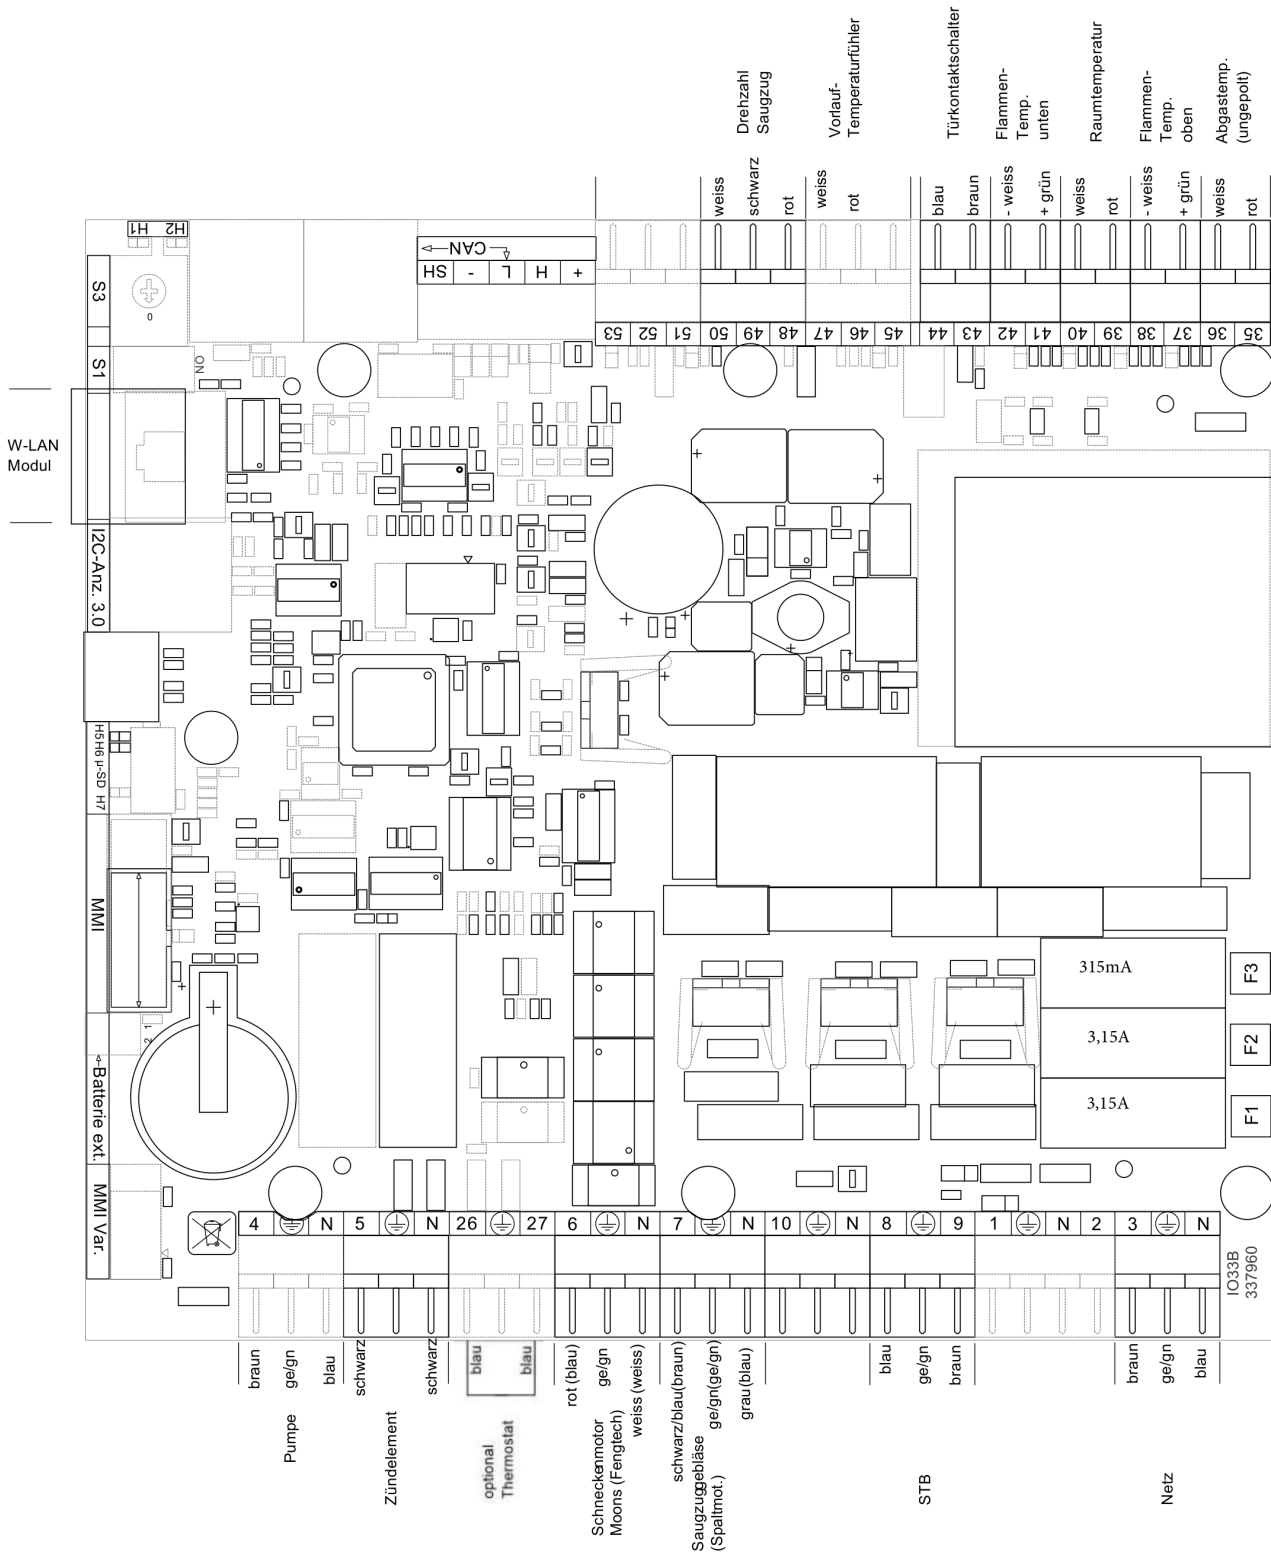 Drehzahl
Saugzug
Vorlauf-
Temperaturfühler
Türkontaktschalter
Flammen-
Temp.
unten
Raumtemperatur
Flammen-
Temp.
oben
Abgastemp.
(ungepolt)
weiss
schwarz
rot
weiss
rot
blau
braun
- weiss
+ grün
weiss
rot
- weiss
+ grün
weiss
rot
H1
H2
CAN
SH
-
L
H
+
53
52
51
50
49
48
47
46
45
44
43
42
41
40
39
38
37
36
35
S3
0
S1
NO
W-LAN
Modul
I2C-Anz. 3.0
H5 H6 µ-SD H7
MMI
2 1
←Batterie ext.
MMI Var.
315mA
F3
3,15A
F2
3,15A
F1
4
N
5
N
26
27
6
N
7
N
10
N
8
9
1
N
2
3
N
IO33B
337960
braun
ge/gn
blau
schwarz
schwarz
blau
blau
rot (blau)
ge/gn
weiss (weiss)
schwarz/blau(braun)
ge/gn(ge/gn)
grau(blau)
blau
ge/gn
braun
braun
ge/gn
blau
Pumpe
Zündelement
optional
Thermostat
Schneckenmotor
Moons (Fengtech)
Saugzuggebläse
(Spaltmot.)
STB
Netz